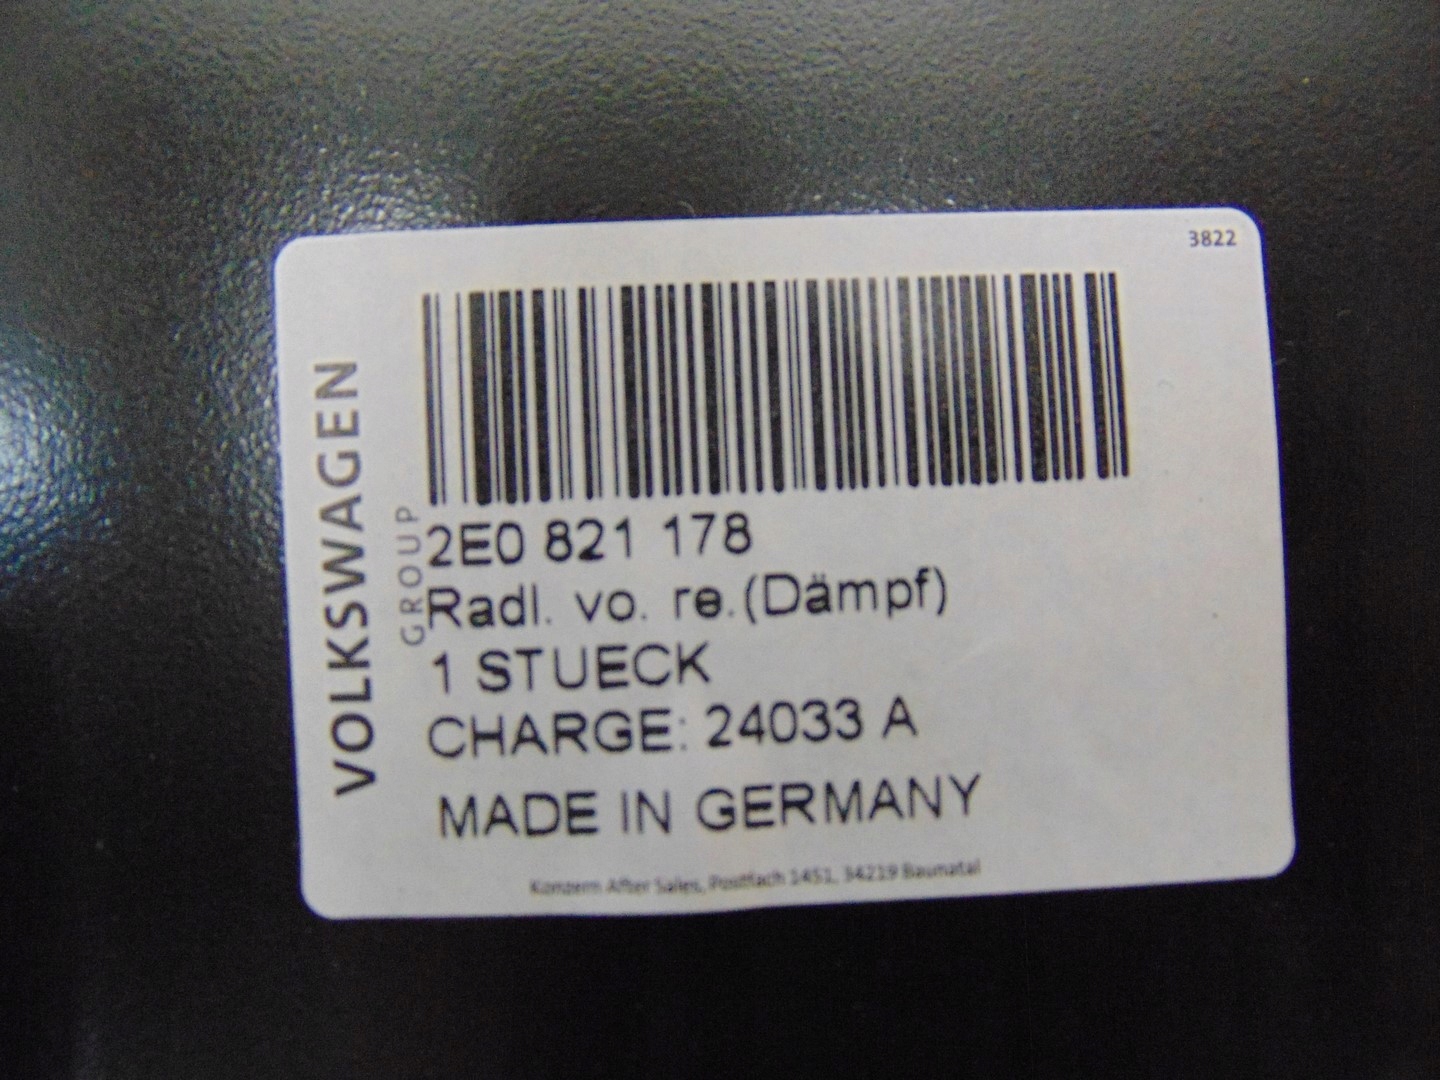 3822
VOLKSWAGEN
GROUP
2E0 821 178
Radl. vo. re.(Dämpf)
1 STUECK
CHARGE: 24033 A
MADE IN GERMANY
Konzern After Sales, Postfach 1451, 34219 Baunatal